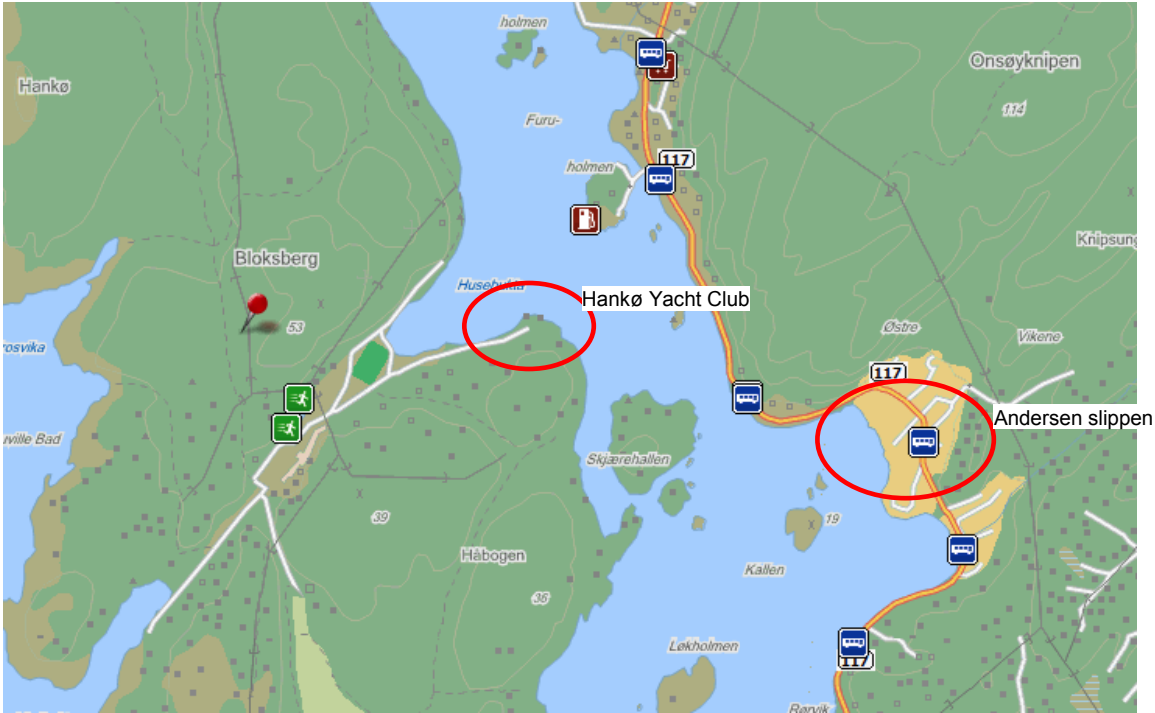 holmen
Hankø
Onsøyknipen
114
Furu-
117
holmen
Knipsung
Bloksberg
Husebukta
Hankø Yacht Club
53
Østre
Vikene
rosvika
117
Andersen slippen
uville Bad
Skjærehallen
39
19
Håbogen
Kallen
36
Løkholmen
117
Rørvik